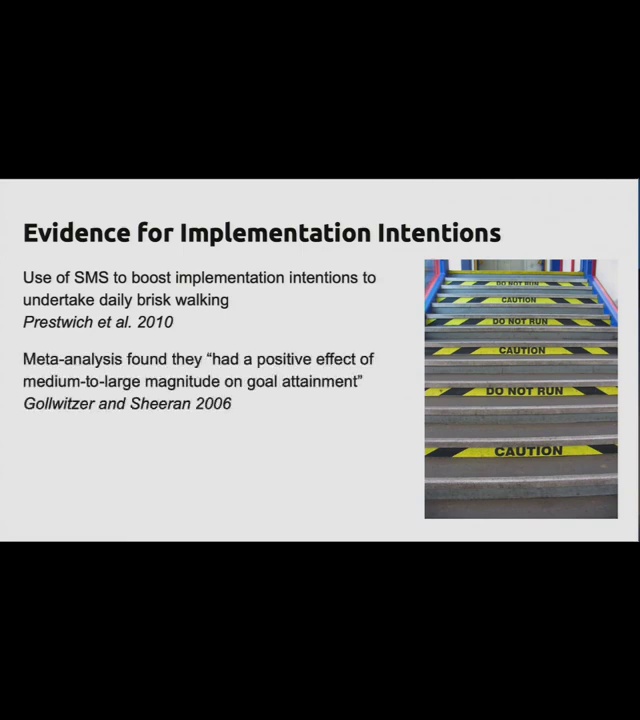 Evidence for Implementation Intentions
Use of SMS to boost implementation intentions to
undertake daily brisk walking
Prestwich et al. 2010
Meta-analysis found they “had a positive effect of
medium-to-large magnitude on goal attainment”
Gollwitzer and Sheeran 2006
DO NOT RUN
CAUTION
DO NOT RUN
CAUTION
DO NOT RUN
CAUTION